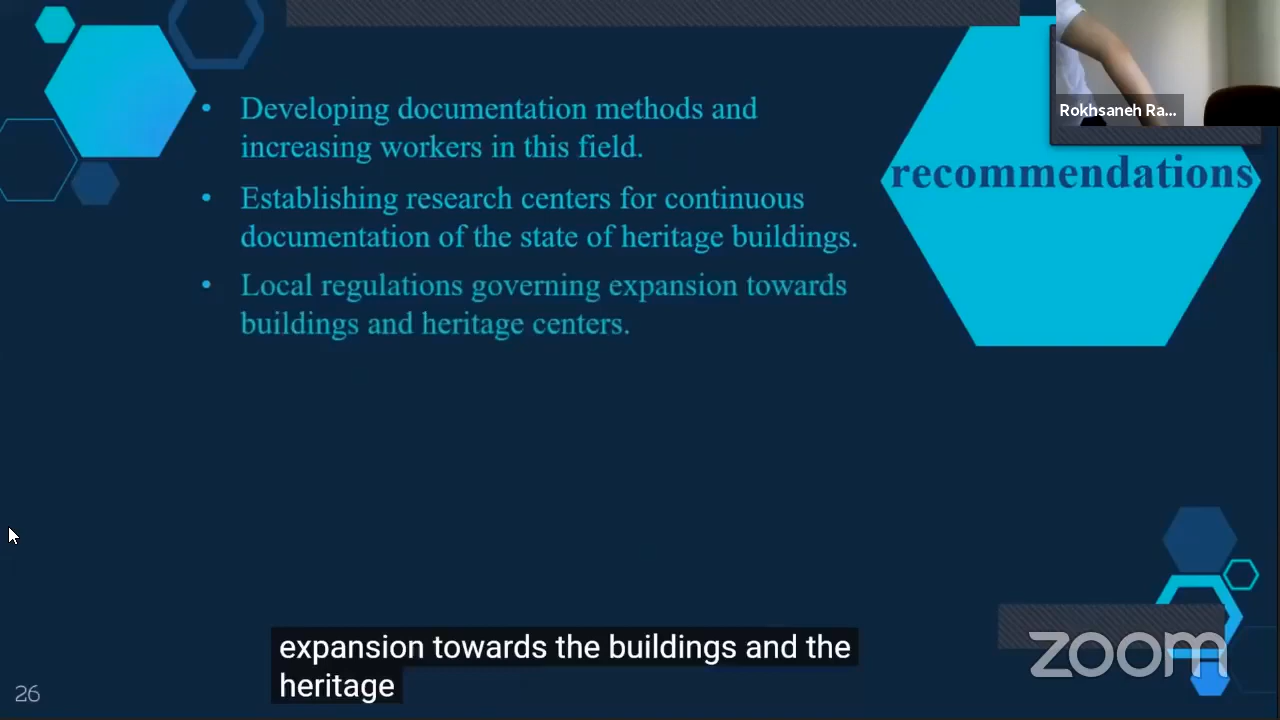 Rokhsaneh Ra...
recommendations
• Developing documentation methods and
increasing workers in this field.
• Establishing research centers for continuous
documentation of the state of heritage buildings.
• Local regulations governing expansion towards
buildings and heritage centers.
expansion towards the buildings and the
heritage
26
zoom